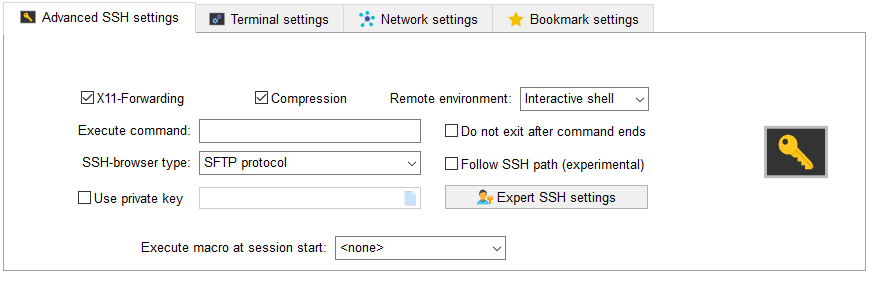 Advanced SSH settings Terminal settings Network settings Bookmark settings
X11-Forwarding Compression Remote environment: Interactive shell
Execute command: Do not exit after command ends
SSH-browser type: SFTP protocol Follow SSH path (experimental)
Use private key Expert SSH settings
Execute macro at session start: <none>